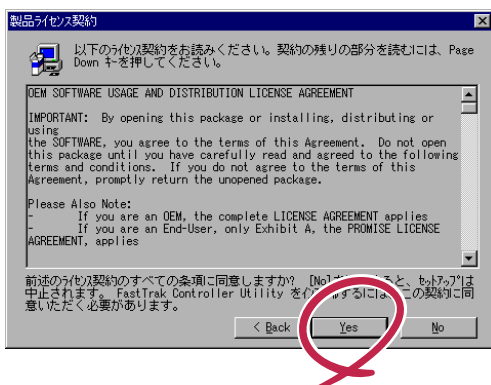 製品ライセンス契約
以下のライセンス契約をお読みください。契約の残りの部分を読むには、Page
Down キーを押してください。
OEM SOFTWARE USAGE AND DISTRIBUTION LICENSE AGREEMENT
IMPORTANT: By opening this package or installing, distributing or
using
the SOFTWARE, you agree to the terms of this Agreement. Do not open
this package until you have carefully read and agreed to the following
terms and conditions. If you do not agree to the terms of this
Agreement, promptly return the unopened package.
Please Also Note:
- If you are an OEM, the complete LICENSE AGREEMENT applies
- If you are an End-User, only Exhibit A, the PROMISE LICENSE
AGREEMENT, applies
前述のライセンス契約のすべての条項に同意しますか? [No] と、セットアップは
中止されます。 FastTrak Controller Utility を には、この契約に同
意いただく必要があります。
< Back
Yes
No